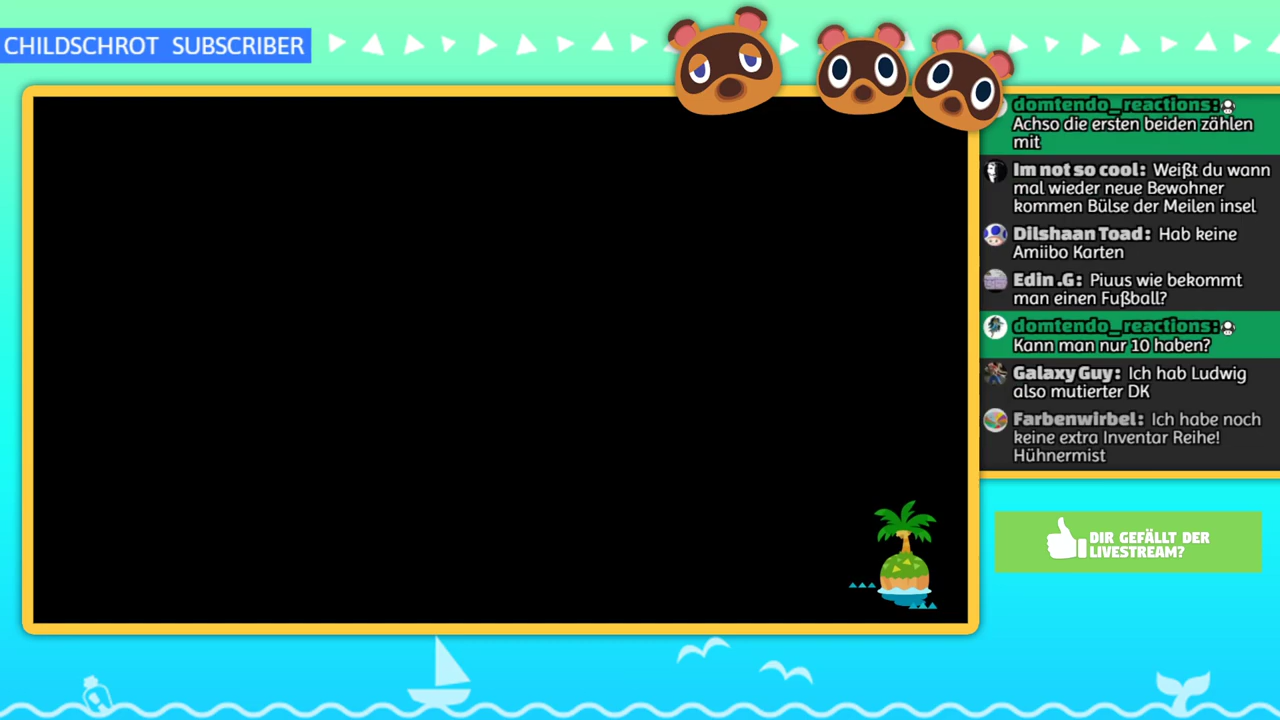 CHILDSCHROT SUBSCRIBER
domtendo_reactions:
Achso die ersten beiden zählen
mit
Im not so cool: Weißt du wann
mal wieder neue Bewohner
kommen Bülse der Meilen insel
Dilshaan Toad: Hab keine
Amiibo Karten
Edin .G: Piuus wie bekommt
man einen Fußball?
domtendo_reactions:
Kann man nur 10 haben?
Galaxy Guy: Ich hab Ludwig
also mutierter DK
Farbenwirbel: Ich habe noch
keine extra Inventar Reihe!
Hühnermist
DIR GEFÄLLT DER
LIVESTREAM?